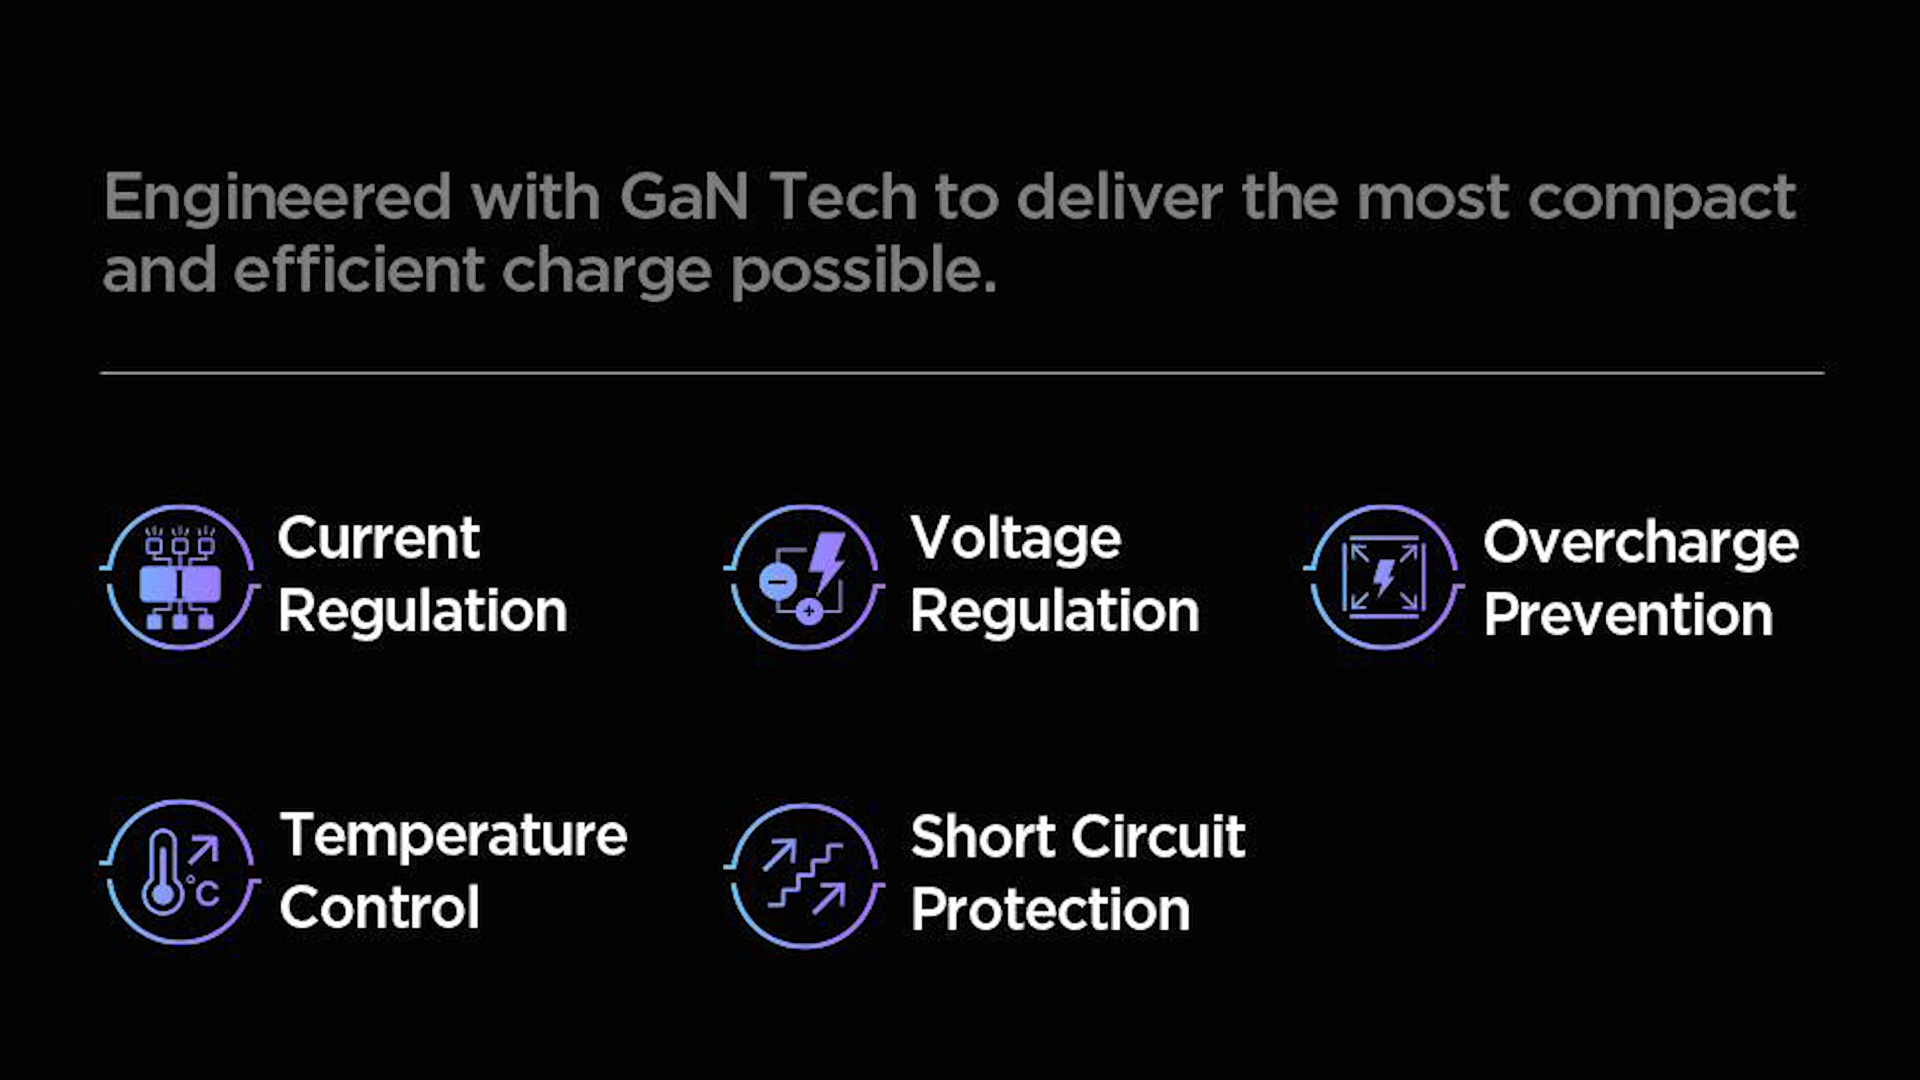 Engineered with GaN Tech to deliver the most compact
and efficient charge possible.
Current
Regulation
Voltage
Regulation
Overcharge
Prevention
°C
Temperature
Control
Short Circuit
Protection